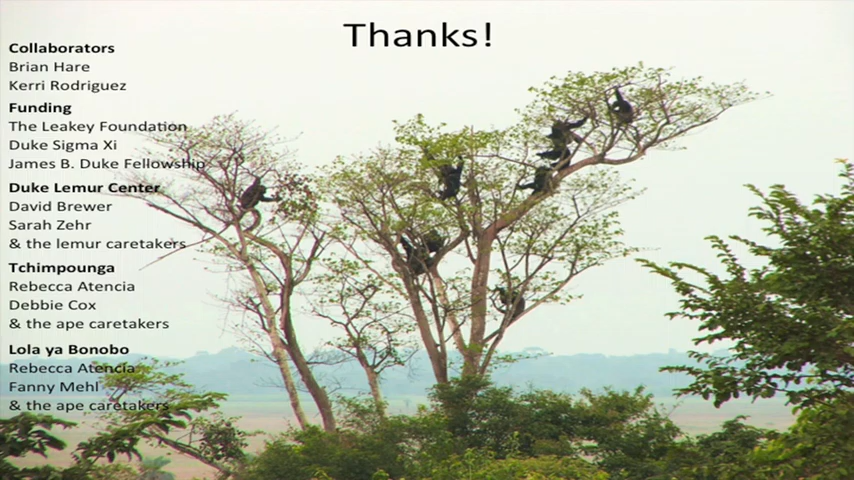 Thanks!
Collaborators
Brian Hare
Kerri Rodriguez
Funding
The Leakey Foundation
Duke Sigma Xi
James B. Duke Fellowship
Duke Lemur Center
David Brewer
Sarah Zehr
& the lemur caretakers
Tchimpounga
Rebecca Atencia
Debbie Cox
& the ape caretakers
Lola ya Bonobo
Rebecca Atencia
Fanny Mehl
& the ape caretakers